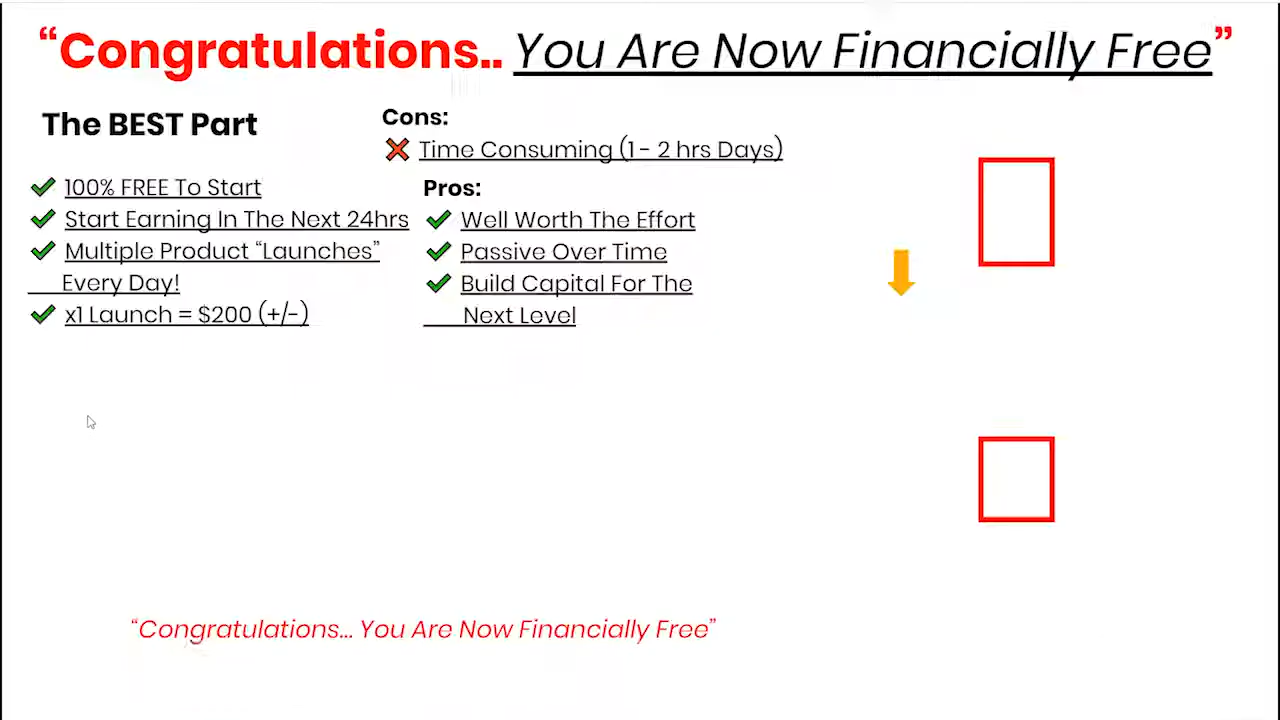 “Congratulations.. You Are Now Financially Free”
The BEST Part
100% FREE To Start
Start Earning In The Next 24hrs
Multiple Product “Launches”
Every Day!
x1 Launch = $200 (+/-)
Cons:
Time Consuming (1 - 2 hrs Days)
Pros:
Well Worth The Effort
Passive Over Time
Build Capital For The
Next Level
“Congratulations... You Are Now Financially Free”